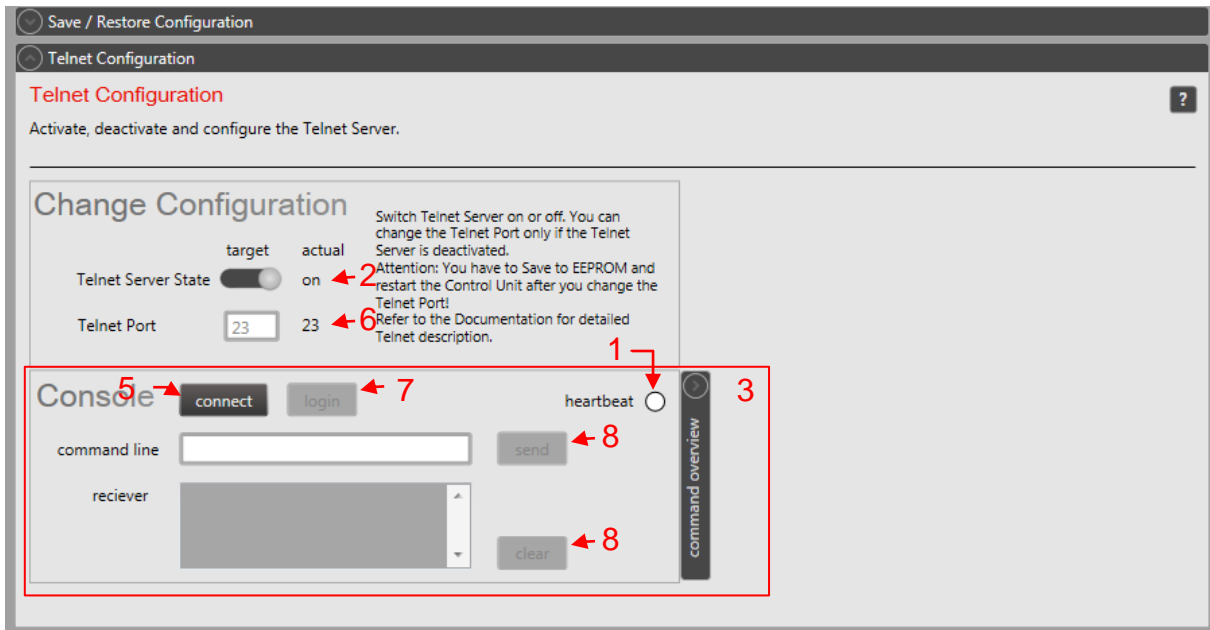 Save / Restore Configuration
Telnet Configuration
Telnet Configuration
?
Activate, deactivate and configure the Telnet Server.
Change Configuration
Switch Telnet Server on or off. You can
change the Telnet Port only if the Telnet
Server is deactivated.
Attention: You have to Save to EEPROM and
restart the Control Unit after you change the
Telnet Port!
Refer to the Documentation for detailed
Telnet description.
target actual
Telnet Server State on 2
Telnet Port 23 23 6
1
Console 5 connect login 7 heartbeat 3
command line send 8
reciever
clear 8
command overview